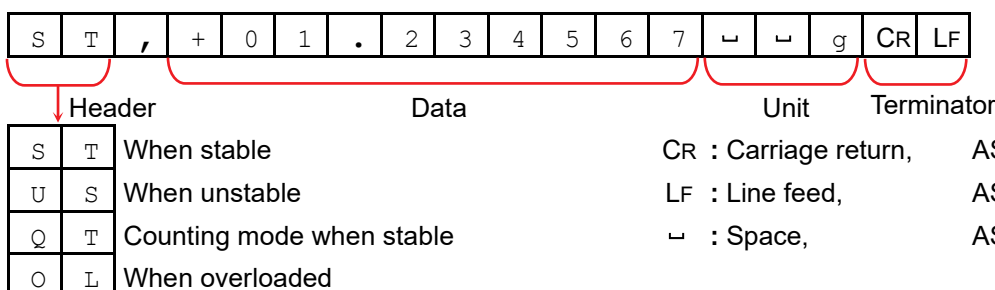 S T , + 0 1 . 2 3 4 5 6 7 ␣ ␣ g CR LF
Header Data Unit Terminator
S T When stable CR : Carriage return,
U S When unstable LF : Line feed,
Q T Counting mode when stable ␣ : Space,
O L When overloaded